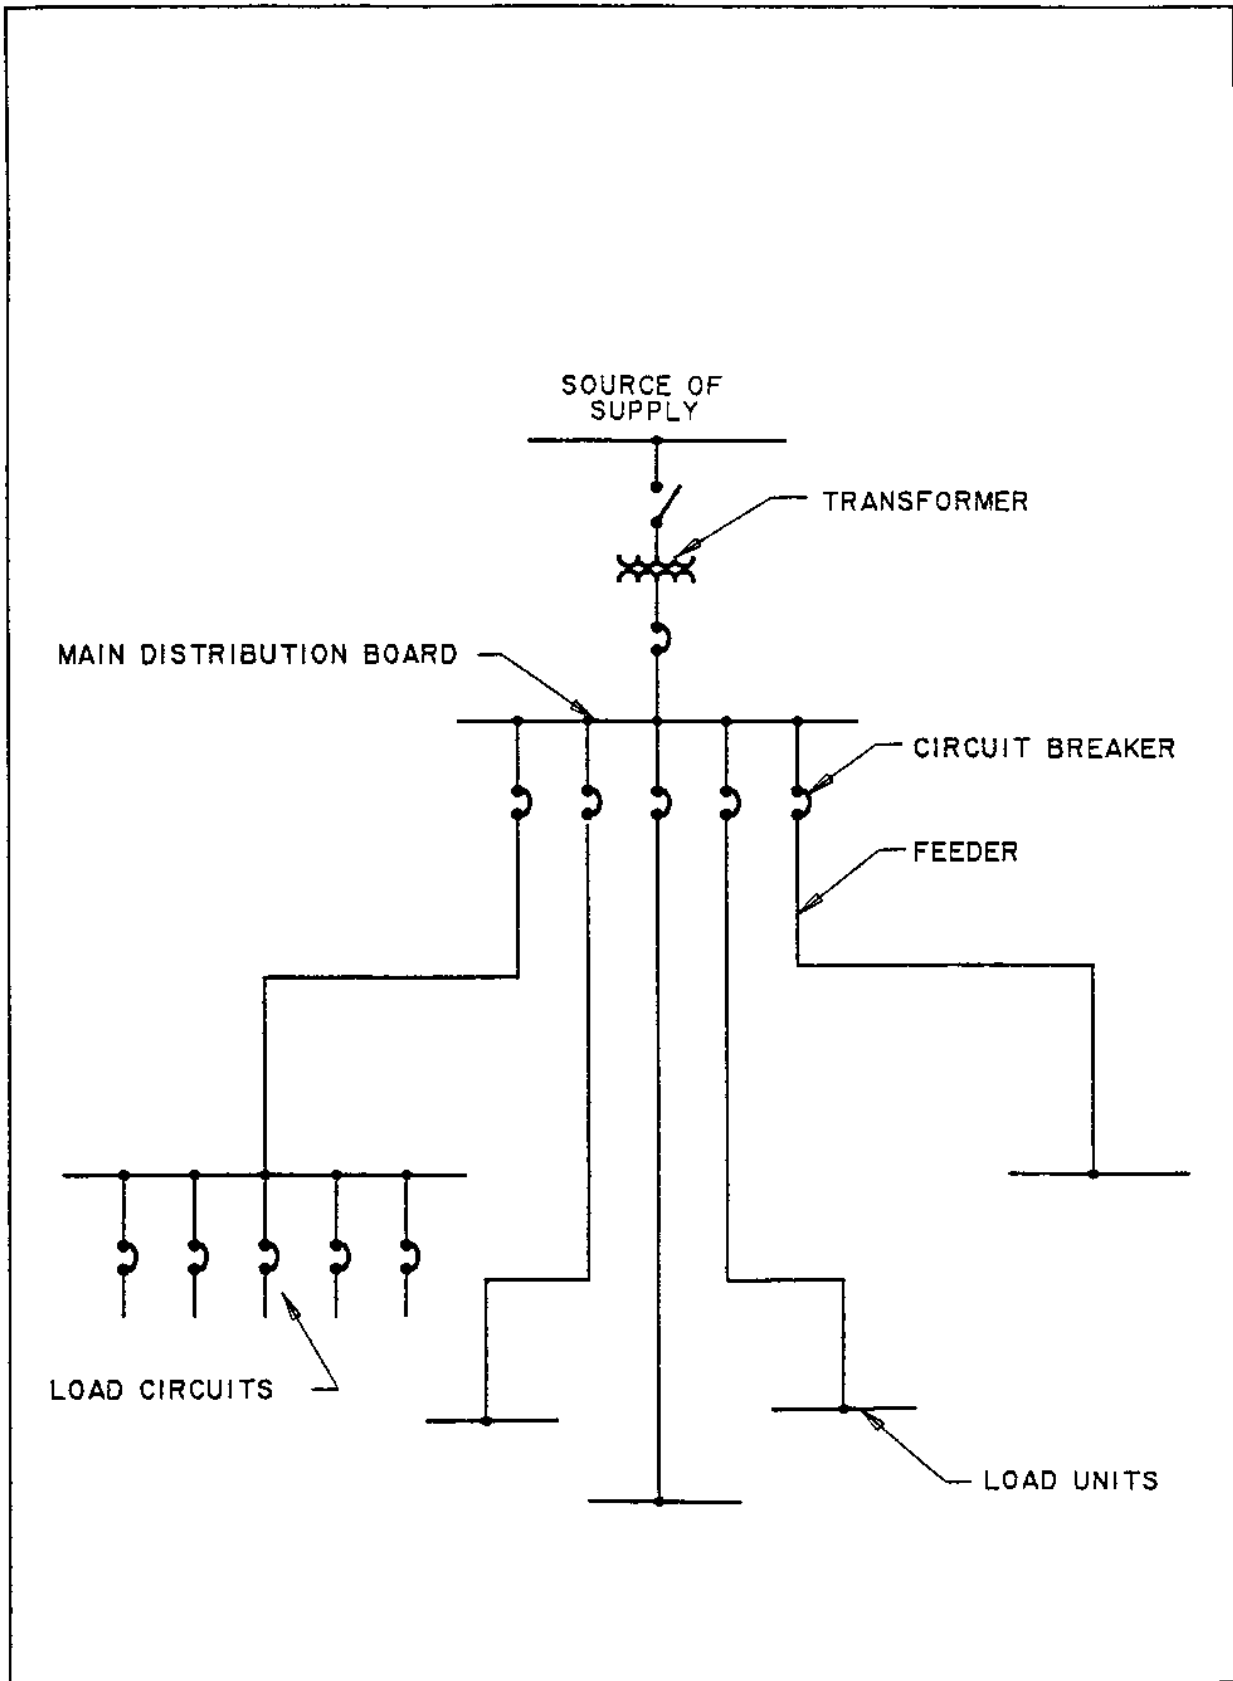 SOURCE OF
SUPPLY
TRANSFORMER
MAIN DISTRIBUTION BOARD
CIRCUIT BREAKER
FEEDER
LOAD CIRCUITS
LOAD UNITS